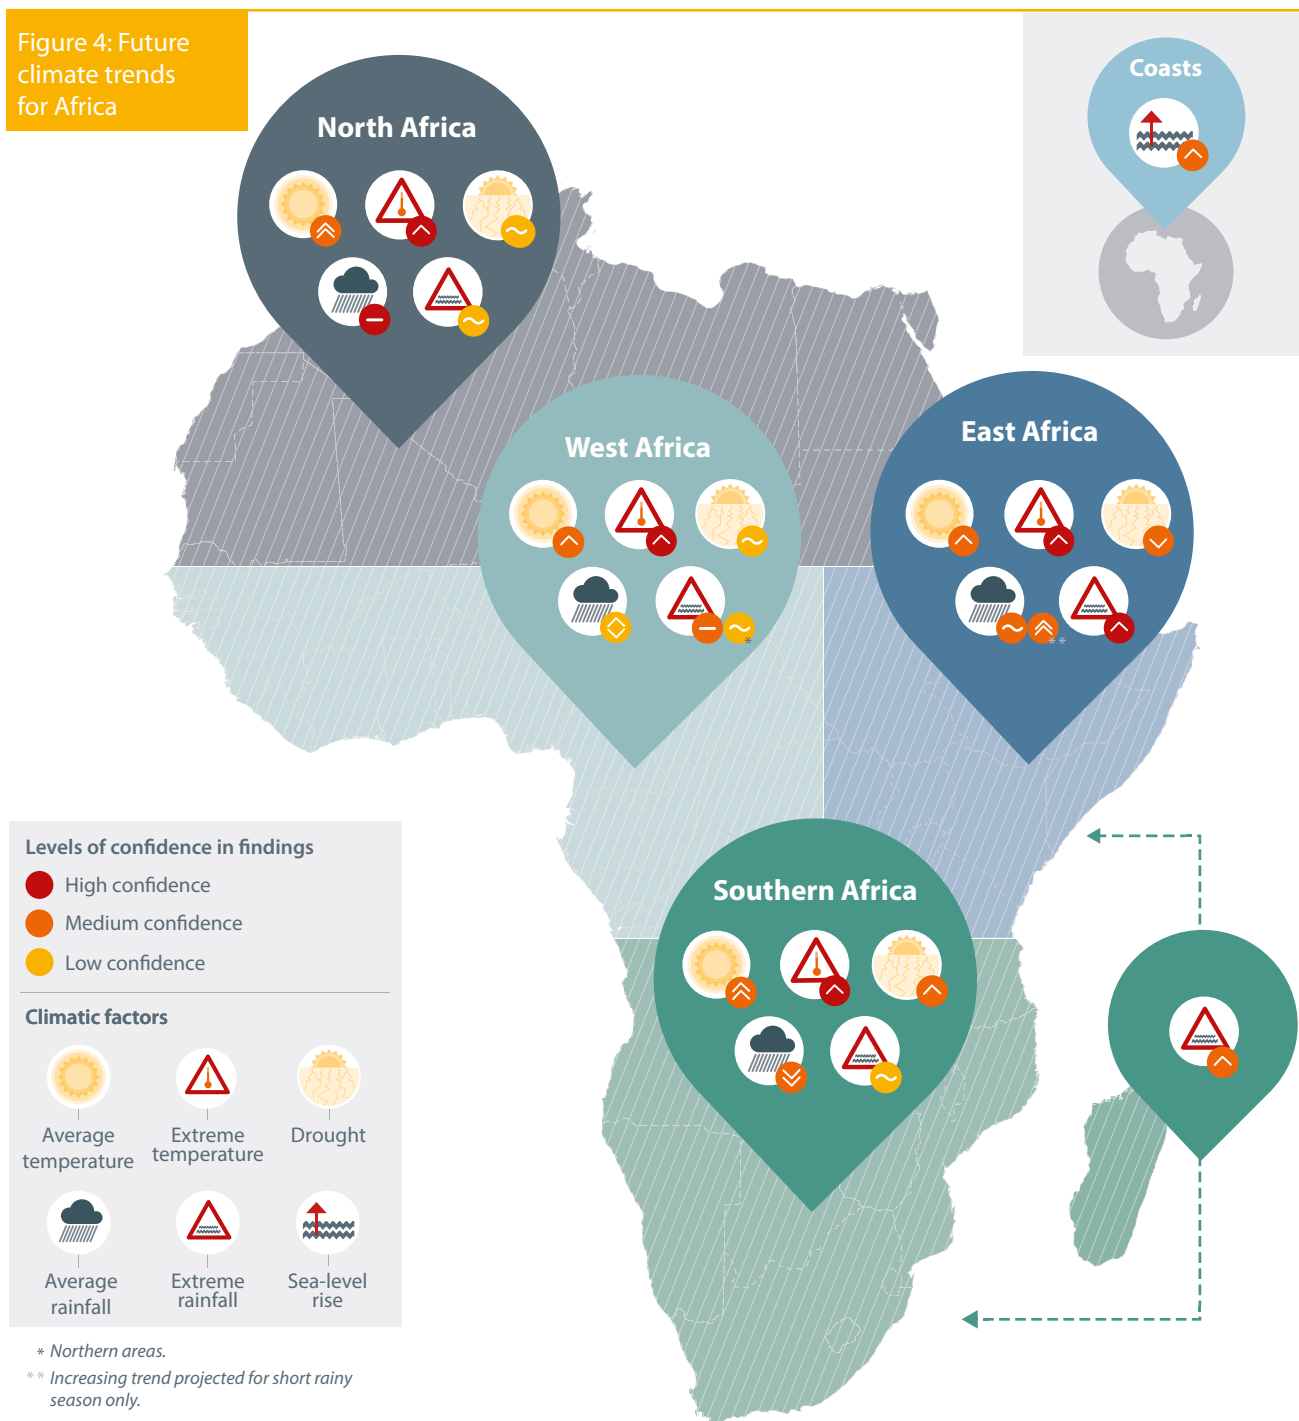 Figure 4: Future
climate trends
for Africa
Coasts
North Africa
West Africa
East Africa
Southern Africa
Levels of confidence in findings
High confidence
Medium confidence
Low confidence
Climatic factors
Average
temperature
Extreme
temperature
Drought
Average
rainfall
Extreme
rainfall
Sea-level
rise
*
**
* Northern areas.
** Increasing trend projected for short rainy
season only.